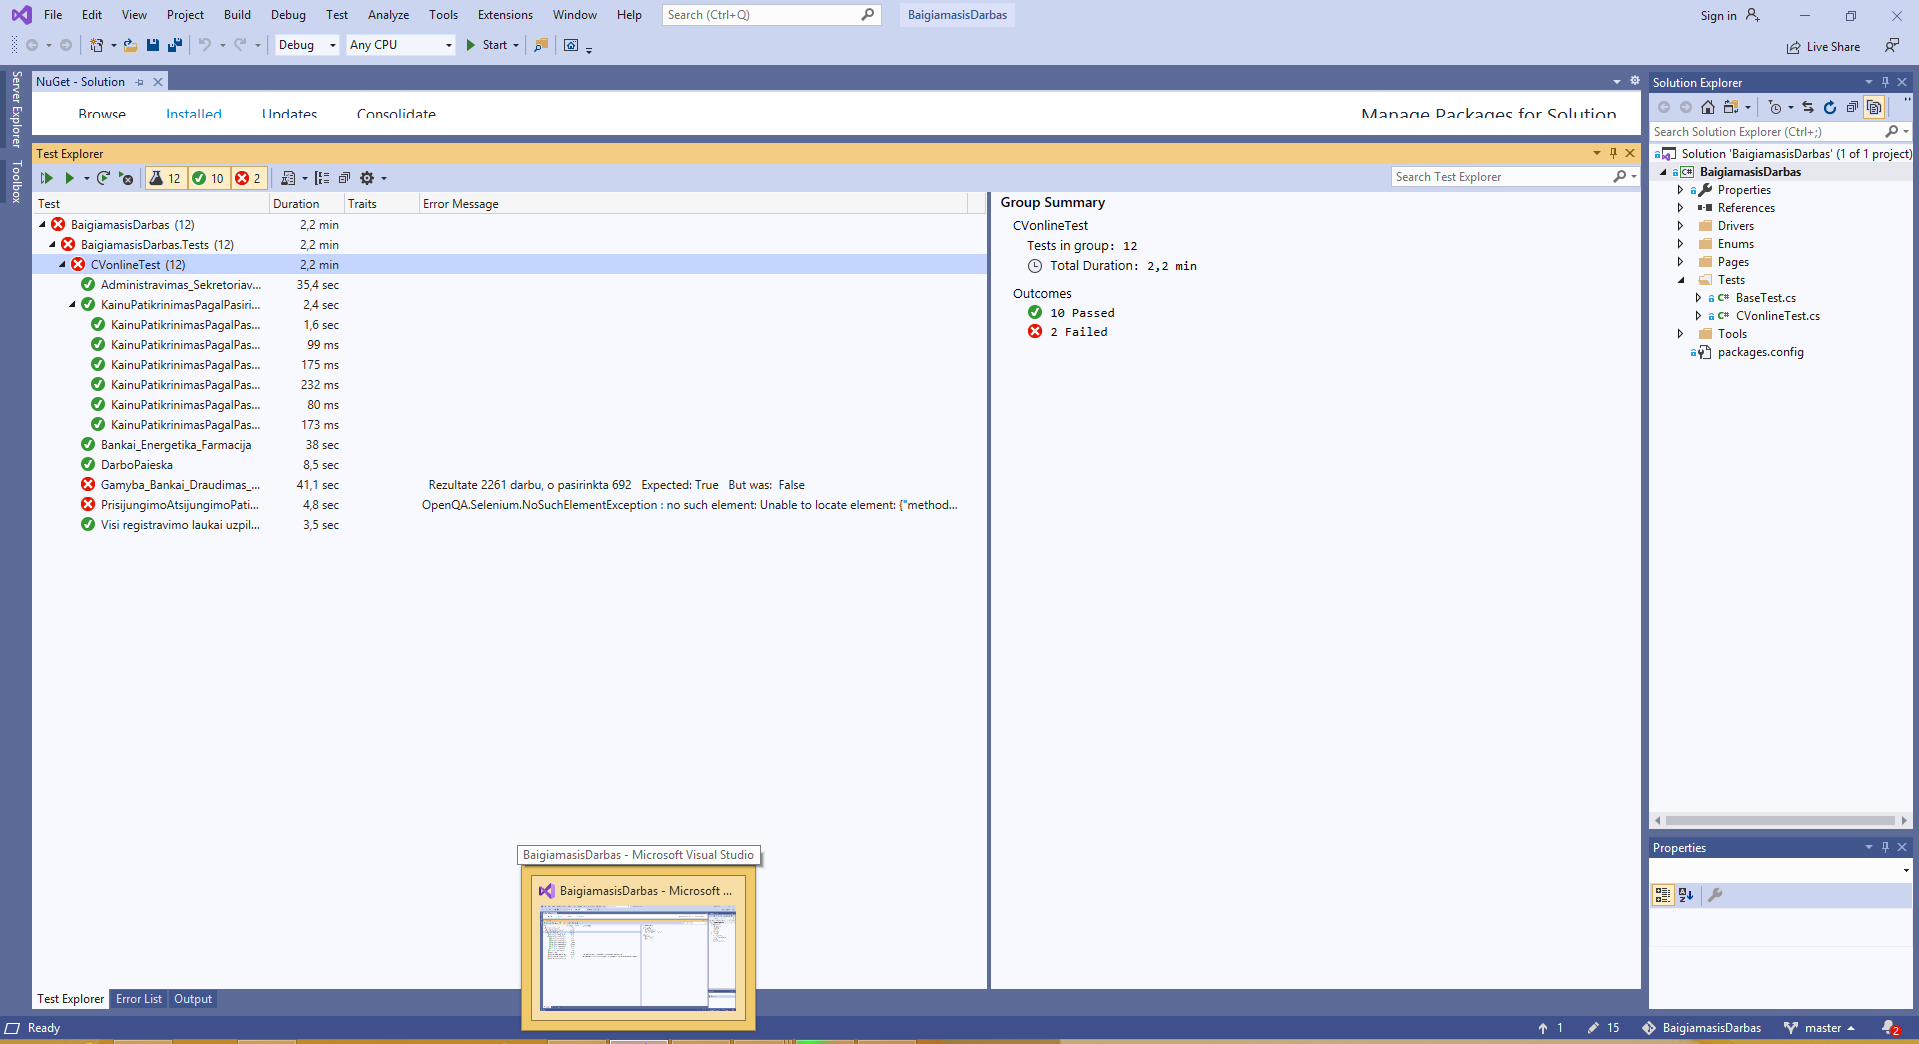 File Edit View Project Build Debug Test Analyze Tools Extensions Window Help Search (Ctrl+Q) BaigiamasisDarbas Sign in
Debug Any CPU Start Live Share
Server Explorer
Toolbox
NuGet - Solution
Browse Installed Updates Consolidate Manage Packages for Solution
Test Explorer
12 10 2 Search Test Explorer
Test Duration Traits Error Message
BaigiamasisDarbas (12) 2,2 min
BaigiamasisDarbas.Tests (12) 2,2 min
CVonlineTest (12) 2,2 min
Administravimas_Sekretoriav... 35,4 sec
KainuPatikrinimasPagalPasiri... 2,4 sec
KainuPatikrinimasPagalPas... 1,6 sec
KainuPatikrinimasPagalPas... 99 ms
KainuPatikrinimasPagalPas... 175 ms
KainuPatikrinimasPagalPas... 232 ms
KainuPatikrinimasPagalPas... 80 ms
KainuPatikrinimasPagalPas... 173 ms
Bankai_Energetika_Farmacija 38 sec
DarboPaieska 8,5 sec
Gamyba_Bankai_Draudimas_... 41,1 sec Rezultate 2261 darbu, o pasirinkta 692 Expected: True But was: False
PrisijungimoAtsijungimoPati... 4,8 sec OpenQA.Selenium.NoSuchElementException : no such element: Unable to locate element: {"method...
Visi registravimo laukai uzpil... 3,5 sec
Group Summary
CVonlineTest
Tests in group: 12
Total Duration: 2,2 min
Outcomes
10 Passed
2 Failed
Solution Explorer
Search Solution Explorer (Ctrl+;)
Solution 'BaigiamasisDarbas' (1 of 1 project)
C# BaigiamasisDarbas
Properties
References
Drivers
Enums
Pages
Tests
C# BaseTest.cs
C# CVonlineTest.cs
Tools
packages.config
Properties
BaigiamasisDarbas - Microsoft Visual Studio
BaigiamasisDarbas - Microsoft ...
Test Explorer Error List Output
Ready 1 15 BaigiamasisDarbas master 2